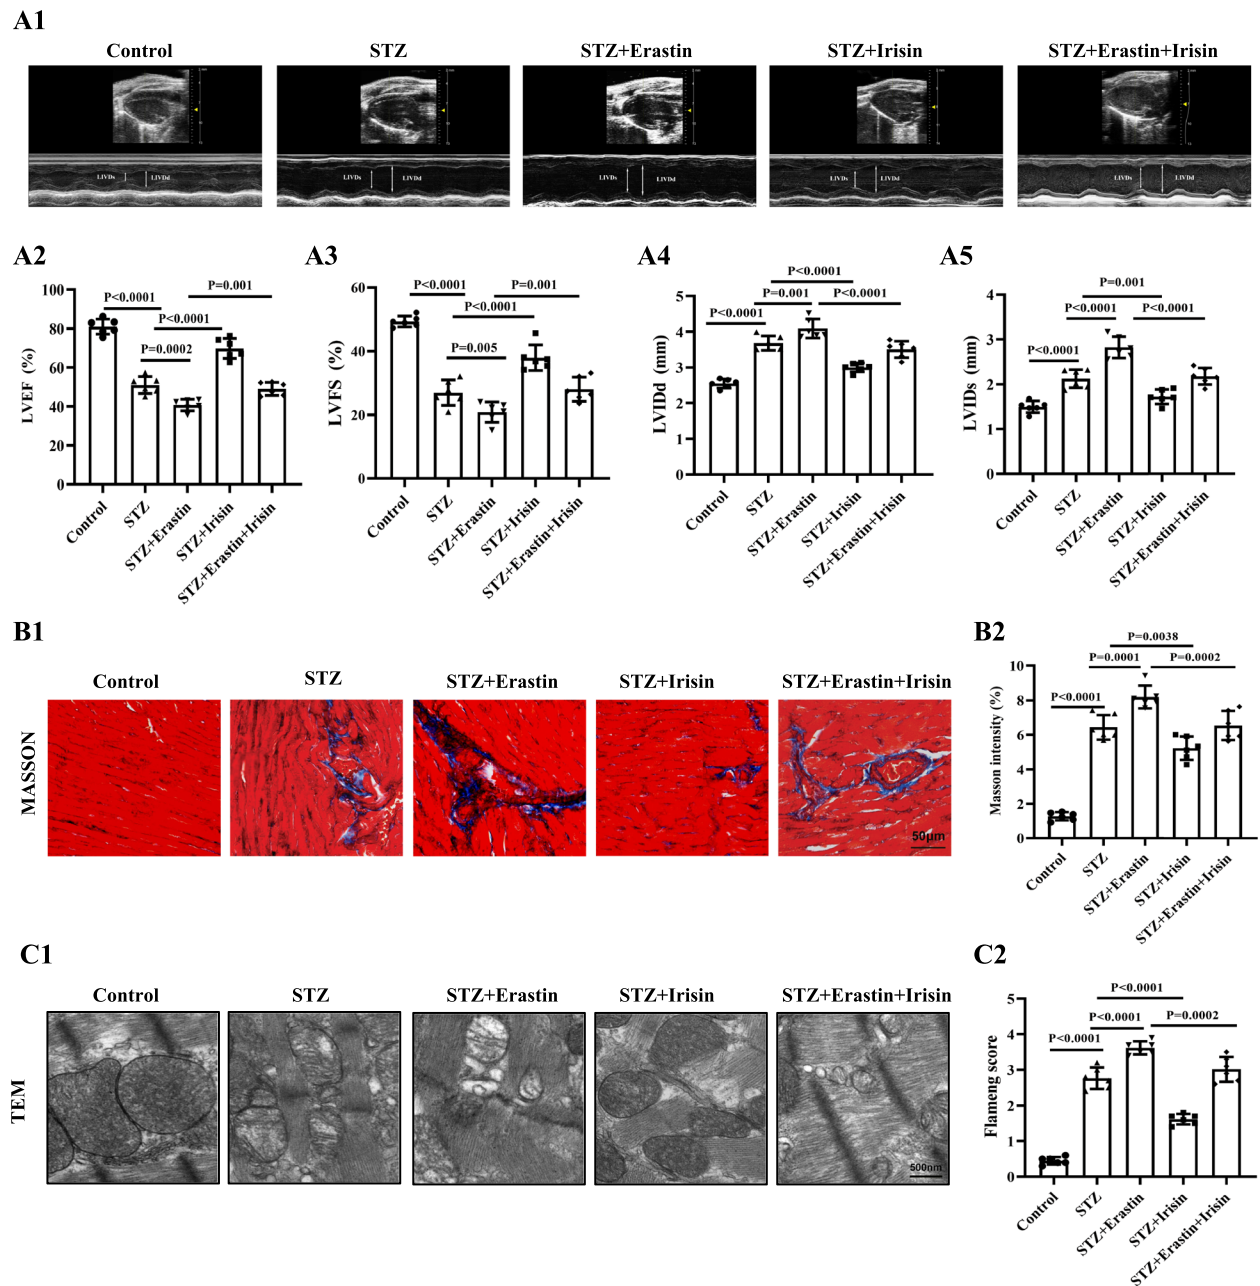 A1
Control STZ STZ+Erastin STZ+Irisin STZ+Erastin+Irisin
LIVDs LIVDd LIVDs LIVDd LIVDs LIVDd LIVDs LIVDd LIVDs LIVDd
A2 A3 A4 A5
LVEF (%)
100
80
60
40
20
0
P<0.0001
P=0.001
P<0.0001
P=0.0002
Control
STZ
STZ+Erastin
STZ+Irisin
STZ+Erastin+Irisin
LVFS (%)
60
40
20
0
P<0.0001
P=0.001
P<0.0001
P=0.005
Control
STZ
STZ+Erastin
STZ+Irisin
STZ+Erastin+Irisin
LVIDd (mm)
5
4
3
2
1
0
P<0.0001
P=0.001
P<0.0001
P<0.0001
Control
STZ
STZ+Erastin
STZ+Irisin
STZ+Erastin+Irisin
LVIDs (mm)
4
3
2
1
0
P=0.001
P<0.0001
P<0.0001
P<0.0001
Control
STZ
STZ+Erastin
STZ+Irisin
STZ+Erastin+Irisin
B1
Control STZ STZ+Erastin STZ+Irisin STZ+Erastin+Irisin
MASSON
50μm
B2
Masson intensity (%)
10
8
6
4
2
0
P=0.0038
P=0.0001
P=0.0002
P<0.0001
Control
STZ
STZ+Erastin
STZ+Irisin
STZ+Erastin+Irisin
C1
Control STZ STZ+Erastin STZ+Irisin STZ+Erastin+Irisin
TEM
500nm
C2
Flameng score
5
4
3
2
1
0
P<0.0001
P<0.0001
P=0.0002
P<0.0001
Control
STZ
STZ+Erastin
STZ+Irisin
STZ+Erastin+Irisin